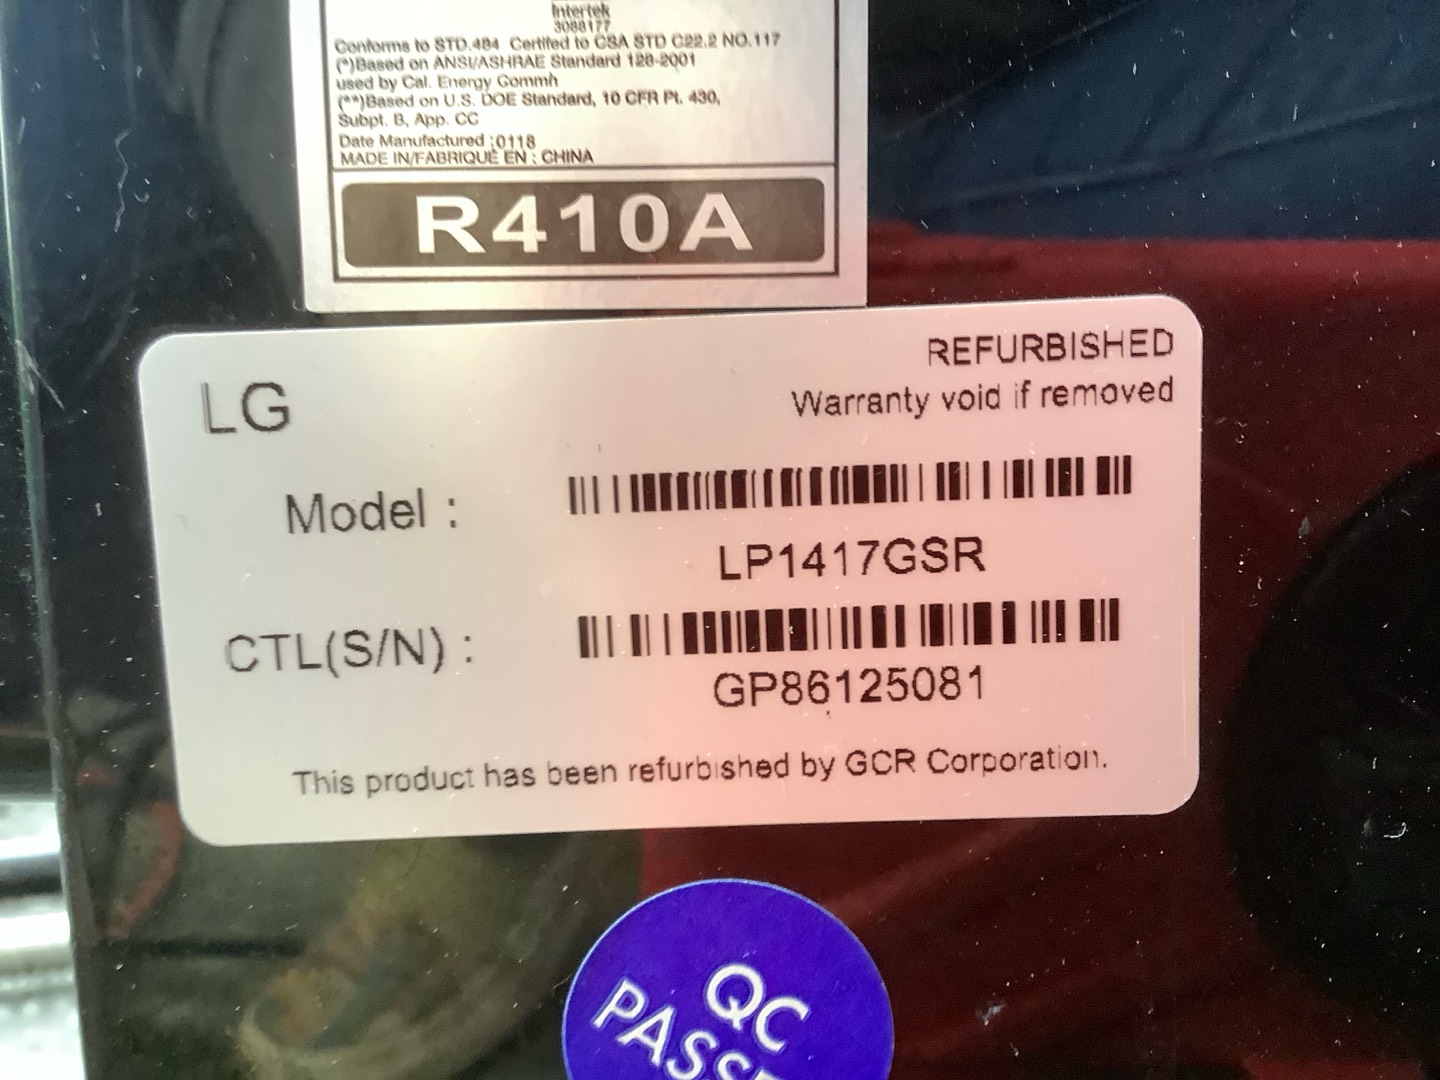 Intertek
3088177
Conforms to STD.484 Certifed to CSA STD C22.2 NO.117
(*)Based on ANSI/ASHRAE Standard 128-2001
used by Cal. Energy Commh
(**)Based on U.S. DOE Standard, 10 CFR Pt. 430,
Subpt. B, App. CC
Date Manufactured :0118
MADE IN/FABRIQUÉ EN : CHINA
R410A
REFURBISHED
Warranty void if removed
LG
Model :
LP1417GSR
CTL(S/N) :
GP86125081
This product has been refurbished by GCR Corporation.
QC
PASSE